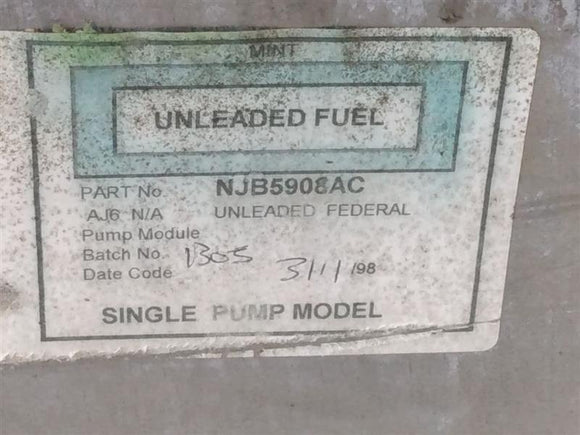 MINT
UNLEADED FUEL
PART No NJB5908AC
AJ6 N/A UNLEADED FEDERAL
Pump Module
Batch No. 1305
Date Code 31/1/98
SINGLE PUMP MODEL